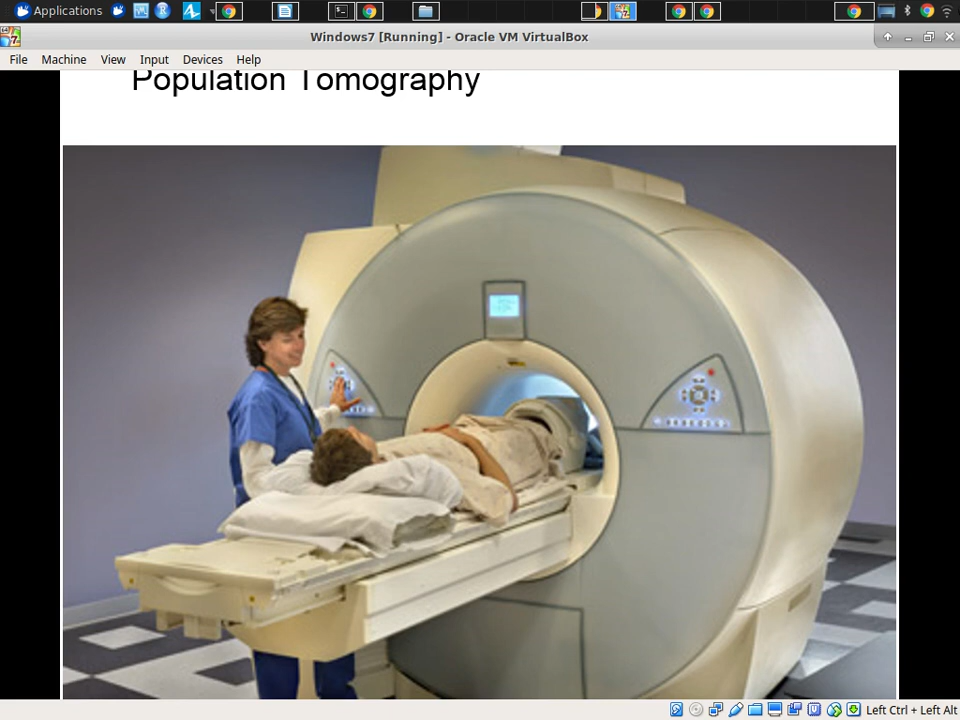 Applications
Windows7 [Running] - Oracle VM VirtualBox
File Machine View Input Devices Help
Population Tomography
Left Ctrl + Left Alt